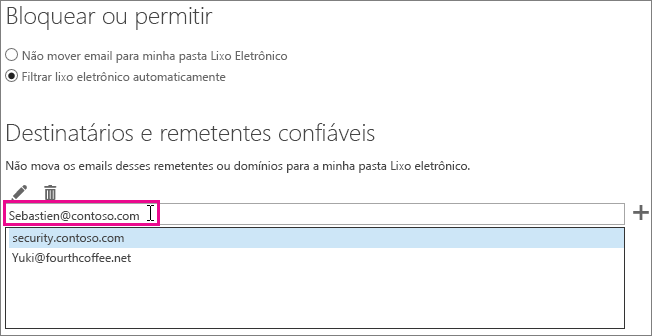 Bloquear ou permitir
Não mover email para minha pasta Lixo Eletrônico
Filtrar lixo eletrônico automaticamente
Destinatários e remetentes confiáveis
Não mova os emails desses remetentes ou domínios para a minha pasta Lixo eletrônico.
Sebastien@contoso.com
security.contoso.com
Yuki@fourthcoffee.net